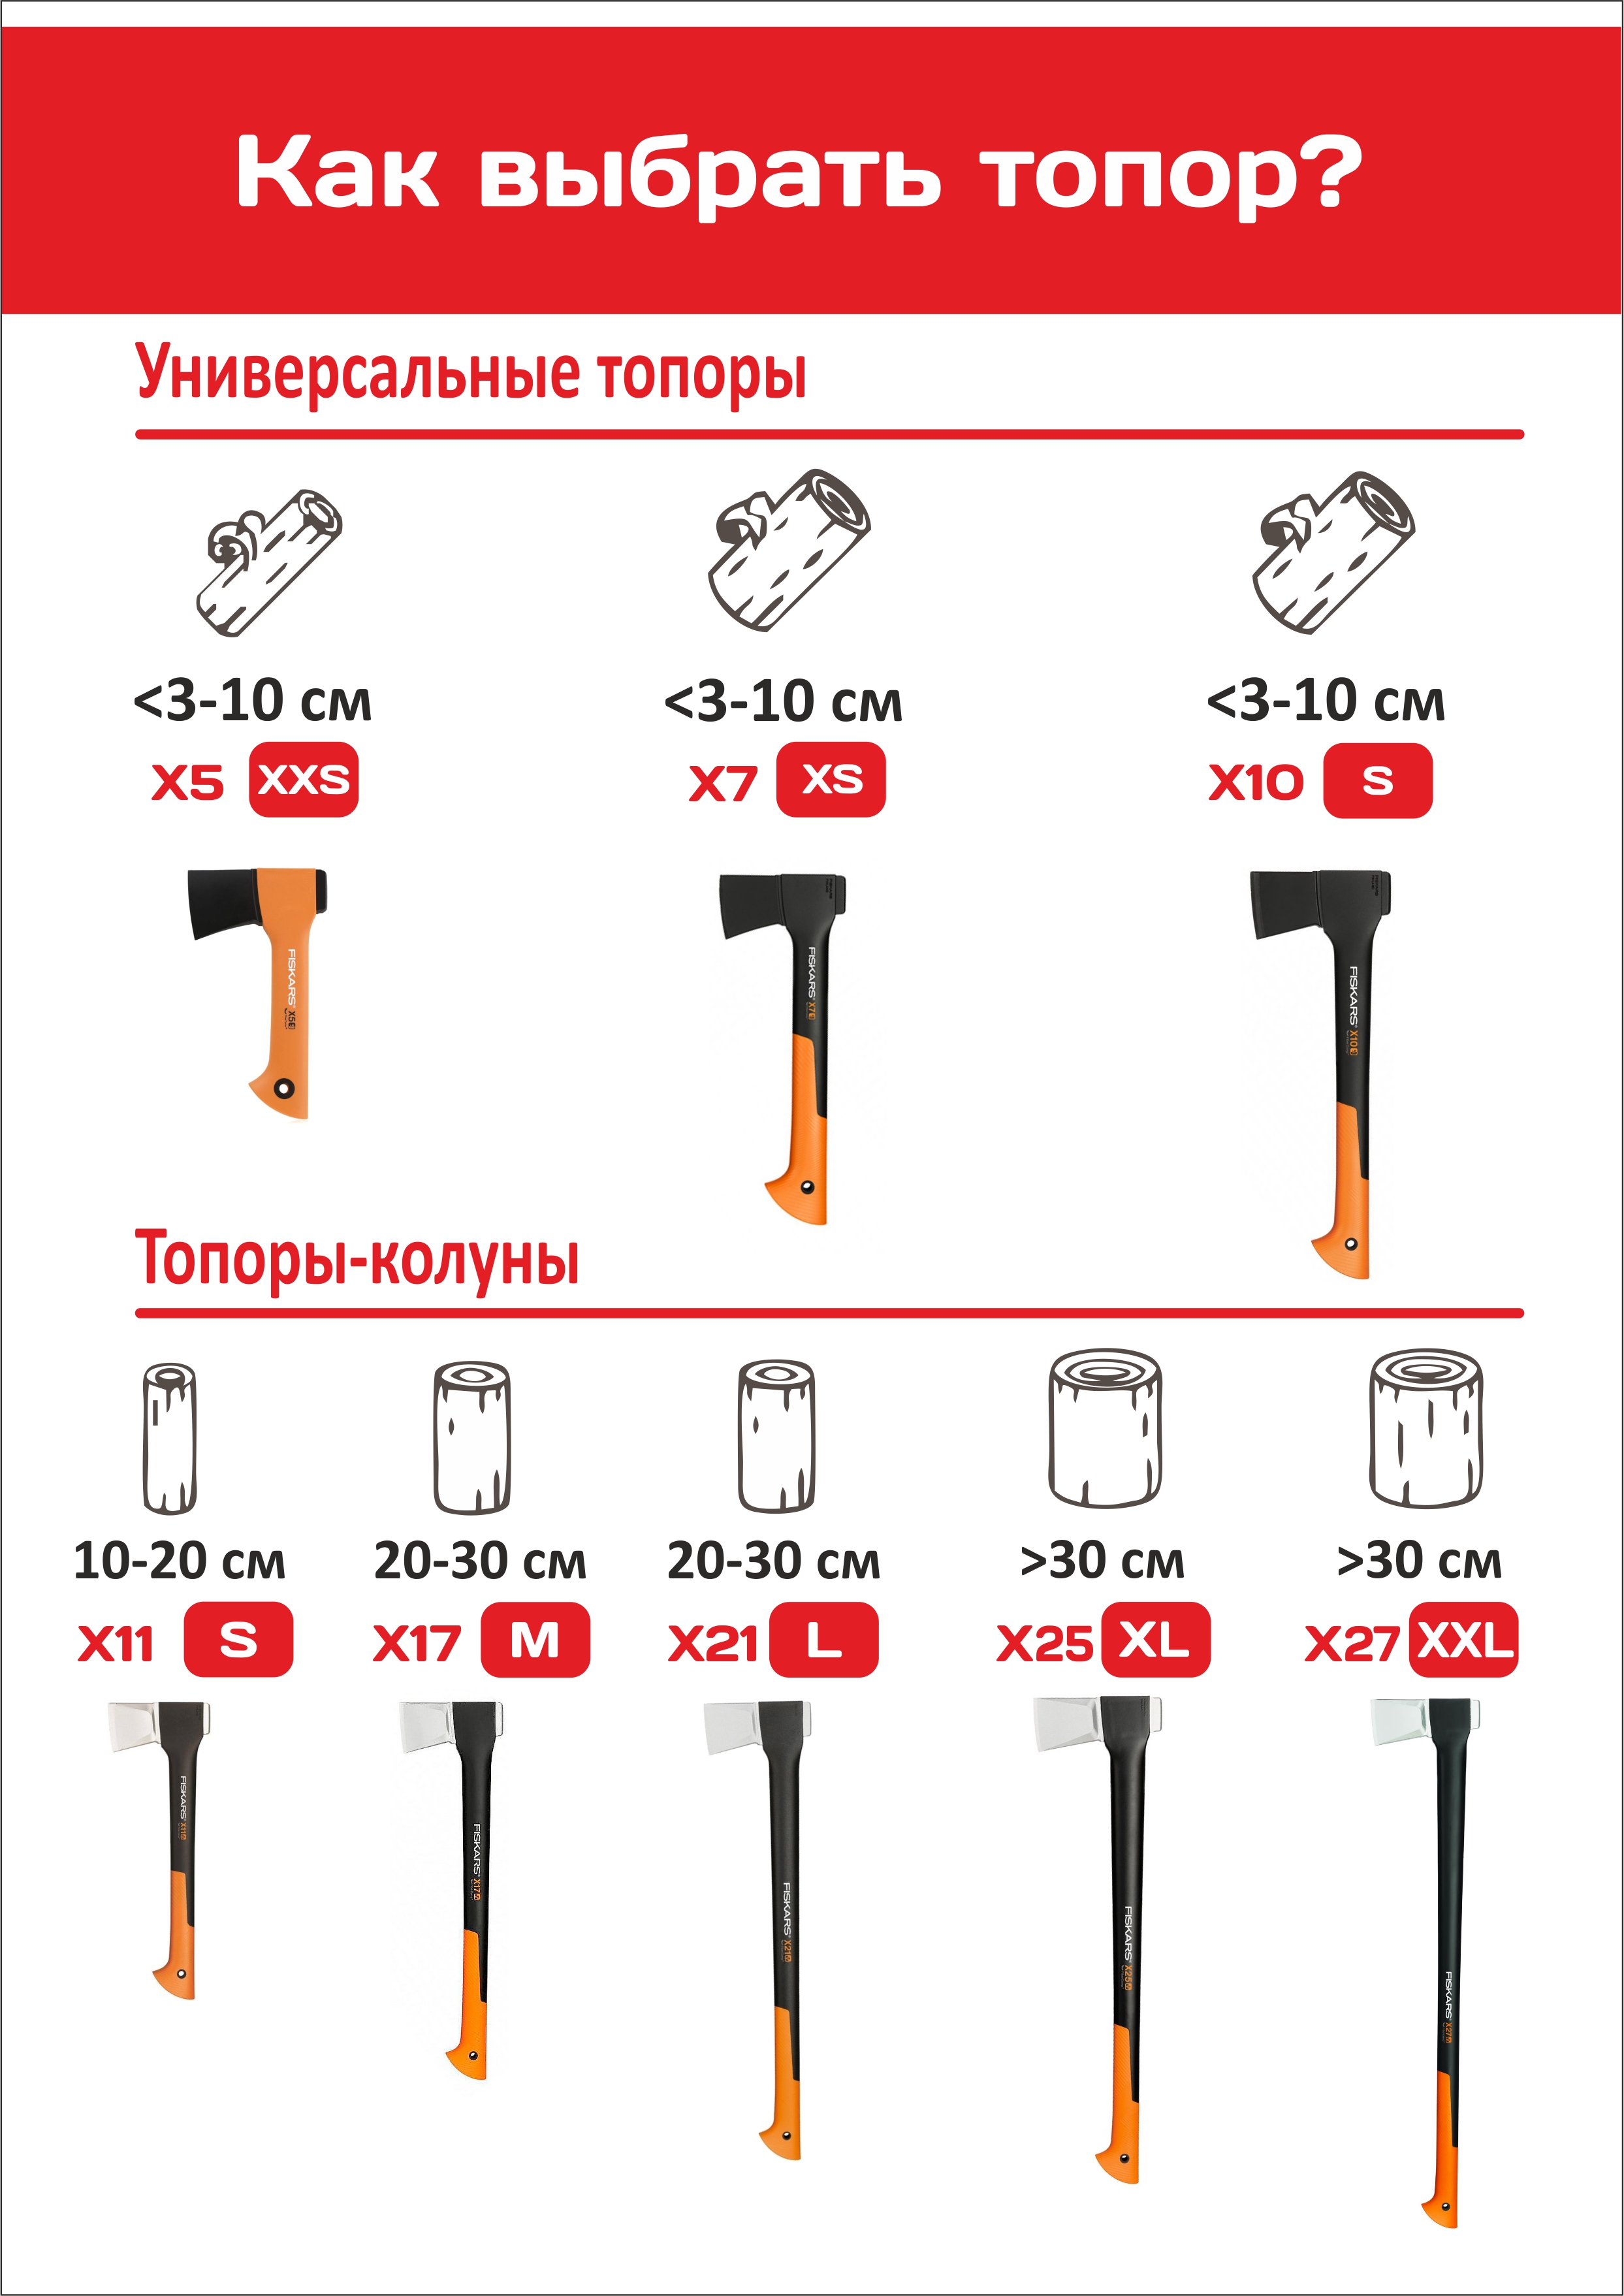 Как выбрать топор?
Универсальные топоры
<3-10 см <3-10 см <3-10 см
X5 XXS X7 XS X10 S
FISKARS X5
FISKARS X7
FISKARS X10
Топоры-колуны
10-20 см 20-30 см 20-30 см >30 см >30 см
X11 S X17 M X21 L X25 XL X27 XXL
FISKARS X11
FISKARS X17
FISKARS X21
FISKARS X25
FISKARS X27